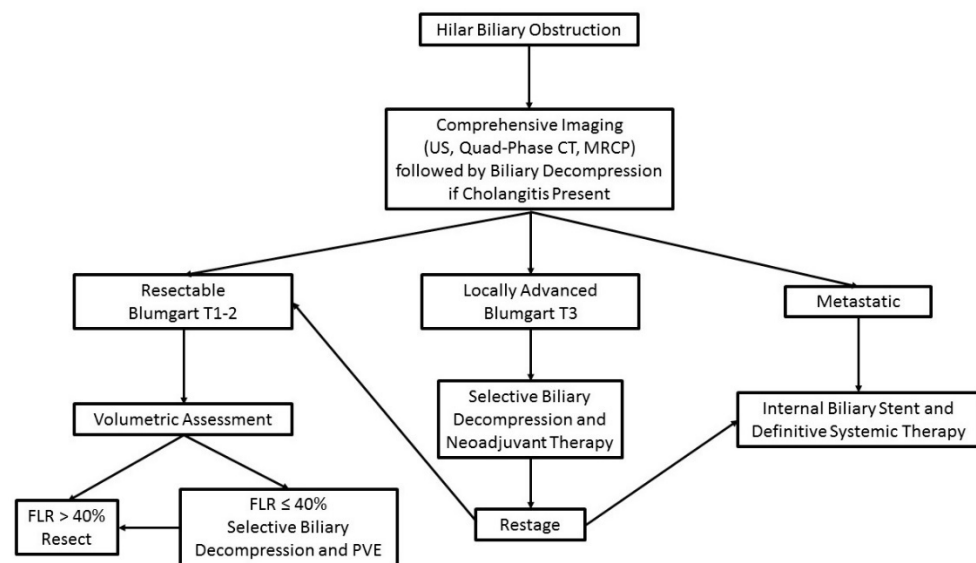 Hilar Biliary Obstruction
Comprehensive Imaging
(US, Quad-Phase CT, MRCP)
followed by Biliary Decompression
if Cholangitis Present
Resectable
Blumgart T1-2
Locally Advanced
Blumgart T3
Metastatic
Volumetric Assessment
Selective Biliary
Decompression and
Neoadjuvant Therapy
Internal Biliary Stent and
Definitive Systemic Therapy
FLR > 40%
Resect
FLR ≤ 40%
Selective Biliary
Decompression and PVE
Restage